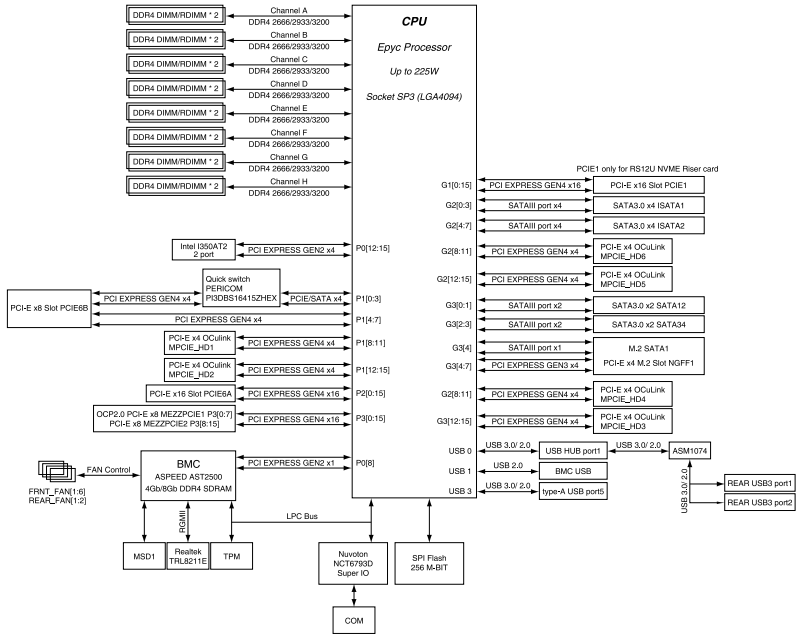 CPU
Epyc Processor
Up to 225W
Socket SP3 (LGA4094)
DDR4 DIMM/RDIMM * 2
Channel A
DDR4 2666/2933/3200
DDR4 DIMM/RDIMM * 2
Channel B
DDR4 2666/2933/3200
DDR4 DIMM/RDIMM * 2
Channel C
DDR4 2666/2933/3200
DDR4 DIMM/RDIMM * 2
Channel D
DDR4 2666/2933/3200
DDR4 DIMM/RDIMM * 2
Channel E
DDR4 2666/2933/3200
DDR4 DIMM/RDIMM * 2
Channel F
DDR4 2666/2933/3200
DDR4 DIMM/RDIMM * 2
Channel G
DDR4 2666/2933/3200
DDR4 DIMM/RDIMM * 2
Channel H
DDR4 2666/2933/3200
Intel I350AT2
2 port
PCI EXPRESS GEN2 x4
P0[12:15]
PCI-E x8 Slot PCIE6B
PCI EXPRESS GEN4 x4
Quick switch
PERICOM
PI3DBS16415ZHEX
PCIE/SATA x4
P1[0:3]
PCI EXPRESS GEN4 x4
P1[4:7]
PCI-E x4 OCulink
MPCIE_HD1
PCI EXPRESS GEN4 x4
P1[8:11]
PCI-E x4 OCulink
MPCIE_HD2
PCI EXPRESS GEN4 x4
P1[12:15]
PCI-E x16 Slot PCIE6A
PCI EXPRESS GEN4 x16
P2[0:15]
OCP2.0 PCI-E x8 MEZZPCIE1 P3[0:7]
PCI-E x8 MEZZPCIE2 P3[8:15]
PCI EXPRESS GEN4 x16
P3[0:15]
FRNT_FAN[1:6]
REAR_FAN[1:2]
FAN Control
BMC
ASPEED AST2500
4Gb/8Gb DDR4 SDRAM
PCI EXPRESS GEN2 x1
P0[8]
RGMII
LPC Bus
MSD1
Realtek
TRL8211E
TPM
Nuvoton
NCT6793D
Super IO
SPI Flash
256 M-BIT
COM
PCIE1 only for RS12U NVME Riser card
G1[0:15]
PCI EXPRESS GEN4 x16
PCI-E x16 Slot PCIE1
G2[0:3]
SATAIII port x4
SATA3.0 x4 ISATA1
G2[4:7]
SATAIII port x4
SATA3.0 x4 ISATA2
G2[8:11]
PCI EXPRESS GEN4 x4
PCI-E x4 OCuLink
MPCIE_HD6
G2[12:15]
PCI EXPRESS GEN4 x4
PCI-E x4 OCuLink
MPCIE_HD5
G3[0:1]
SATAIII port x2
SATA3.0 x2 SATA12
G3[2:3]
SATAIII port x2
SATA3.0 x2 SATA34
G3[4]
SATAIII port x1
M.2 SATA1
G3[4:7]
PCI EXPRESS GEN3 x4
PCI-E x4 M.2 Slot NGFF1
G2[8:11]
PCI EXPRESS GEN4 x4
PCI-E x4 OCuLink
MPCIE_HD4
G3[12:15]
PCI EXPRESS GEN4 x4
PCI-E x4 OCuLink
MPCIE_HD3
USB 0
USB 3.0/ 2.0
USB HUB port1
USB 3.0/ 2.0
ASM1074
USB 1
USB 2.0
BMC USB
USB 3
USB 3.0/ 2.0
type-A USB port5
USB 3.0/ 2.0
REAR USB3 port1
REAR USB3 port2